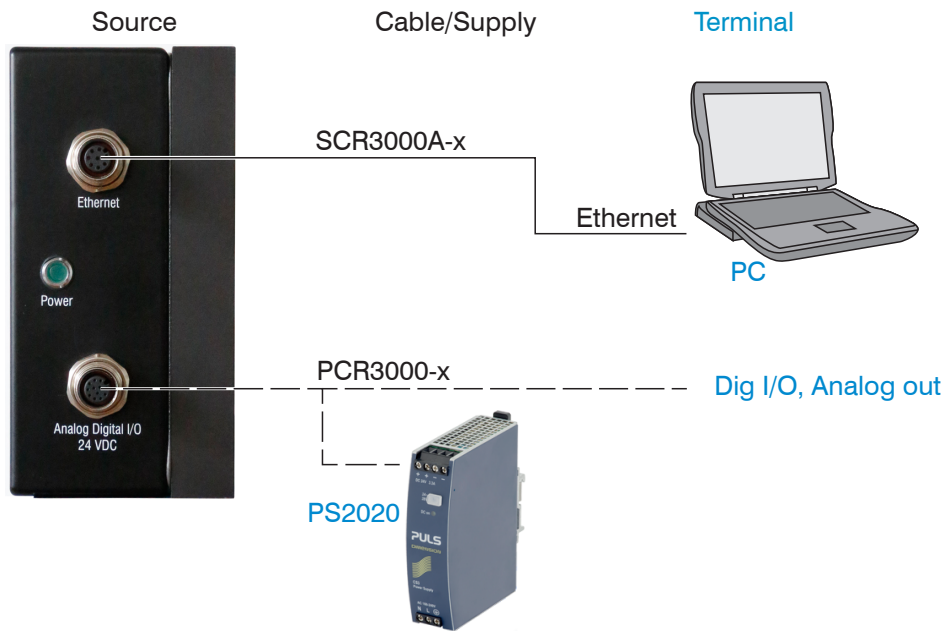 Source
Cable/Supply
Terminal
SCR3000A-x
Ethernet
Ethernet
PC
Power
PCR3000-x
Dig I/O, Analog out
Analog Digital I/O
24 VDC
PS2020
PULS
N L